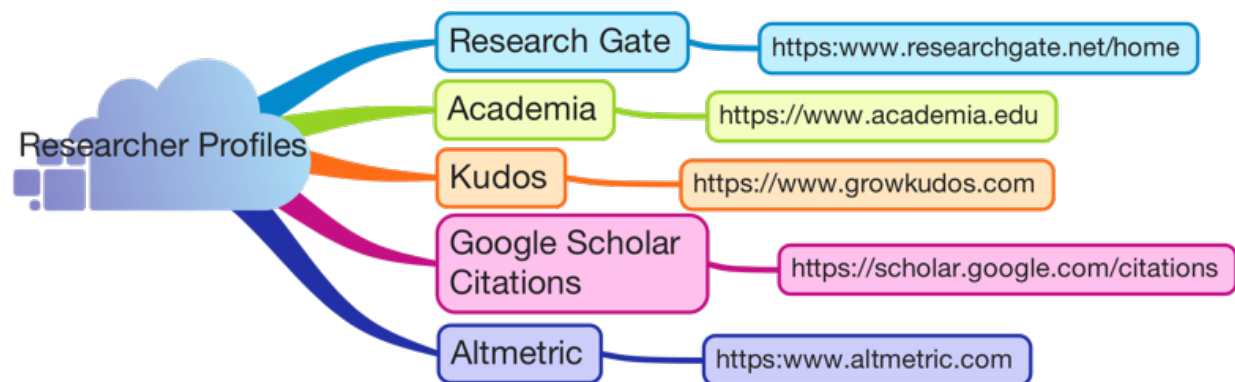 Researcher Profiles
Research Gate
https:www.researchgate.net/home
Academia
https://www.academia.edu
Kudos
https://www.growkudos.com
Google Scholar
Citations
https://scholar.google.com/citations
Altmetric
https:www.altmetric.com